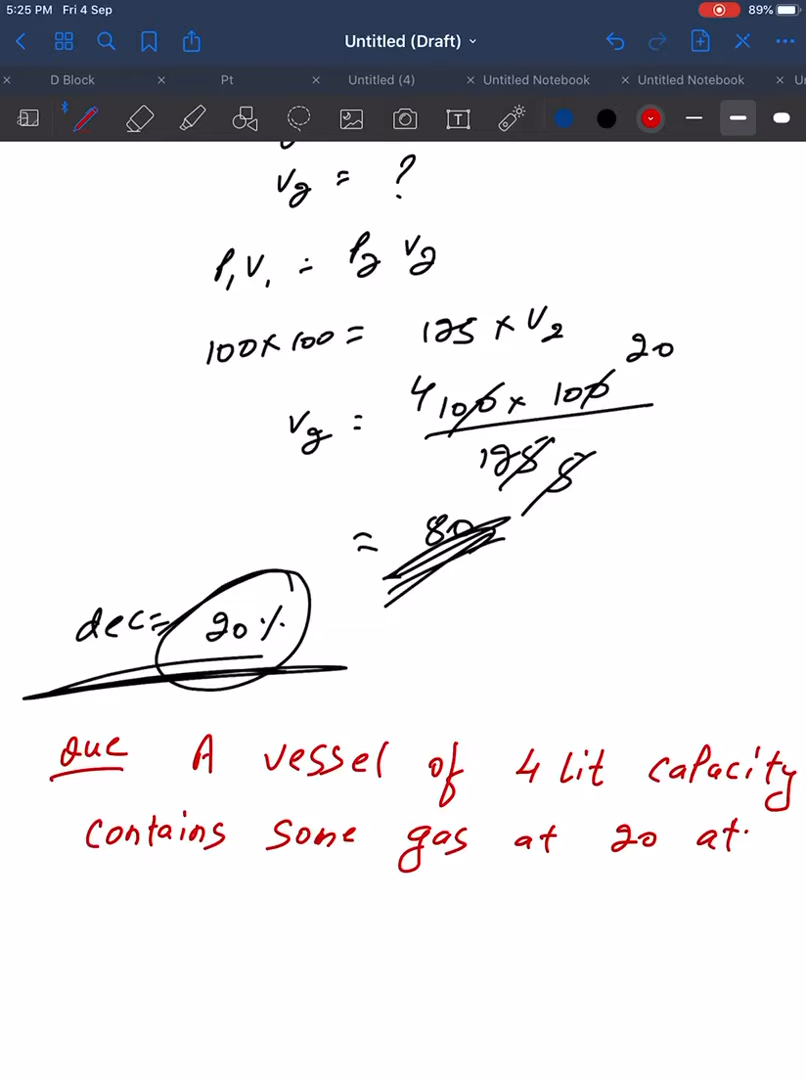 5:25 PM Fri 4 Sep 89%
Untitled (Draft)
D Block Pt Untitled (4) Untitled Notebook Untitled Notebook
T
V2 = ?
P1V1 = P2 V2
100 x 100 = 125 x V2
20
V2 = 4 100 x 100
125 5
= 80
dec = 20%
Que A vessel of 4 lit capacity
contains some gas at 20 at.